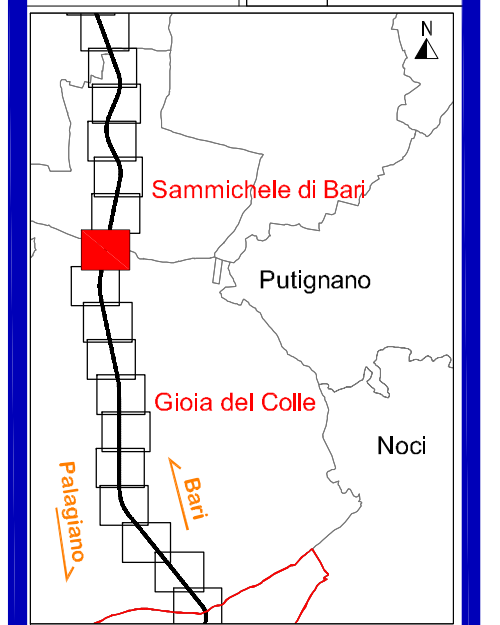 N
Sammichele di Bari
Putignano
Gioia del Colle
Noci
Bari
Palagiano